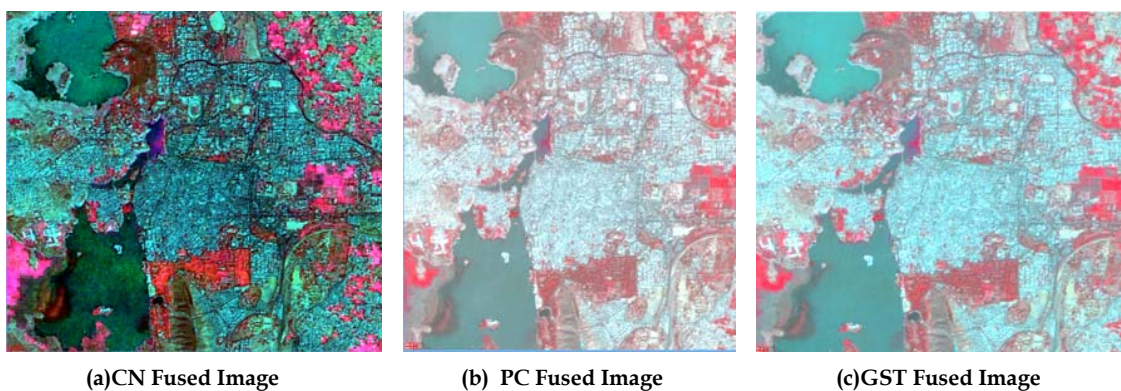 (a)CN Fused Image
(b) PC Fused Image
(c)GST Fused Image